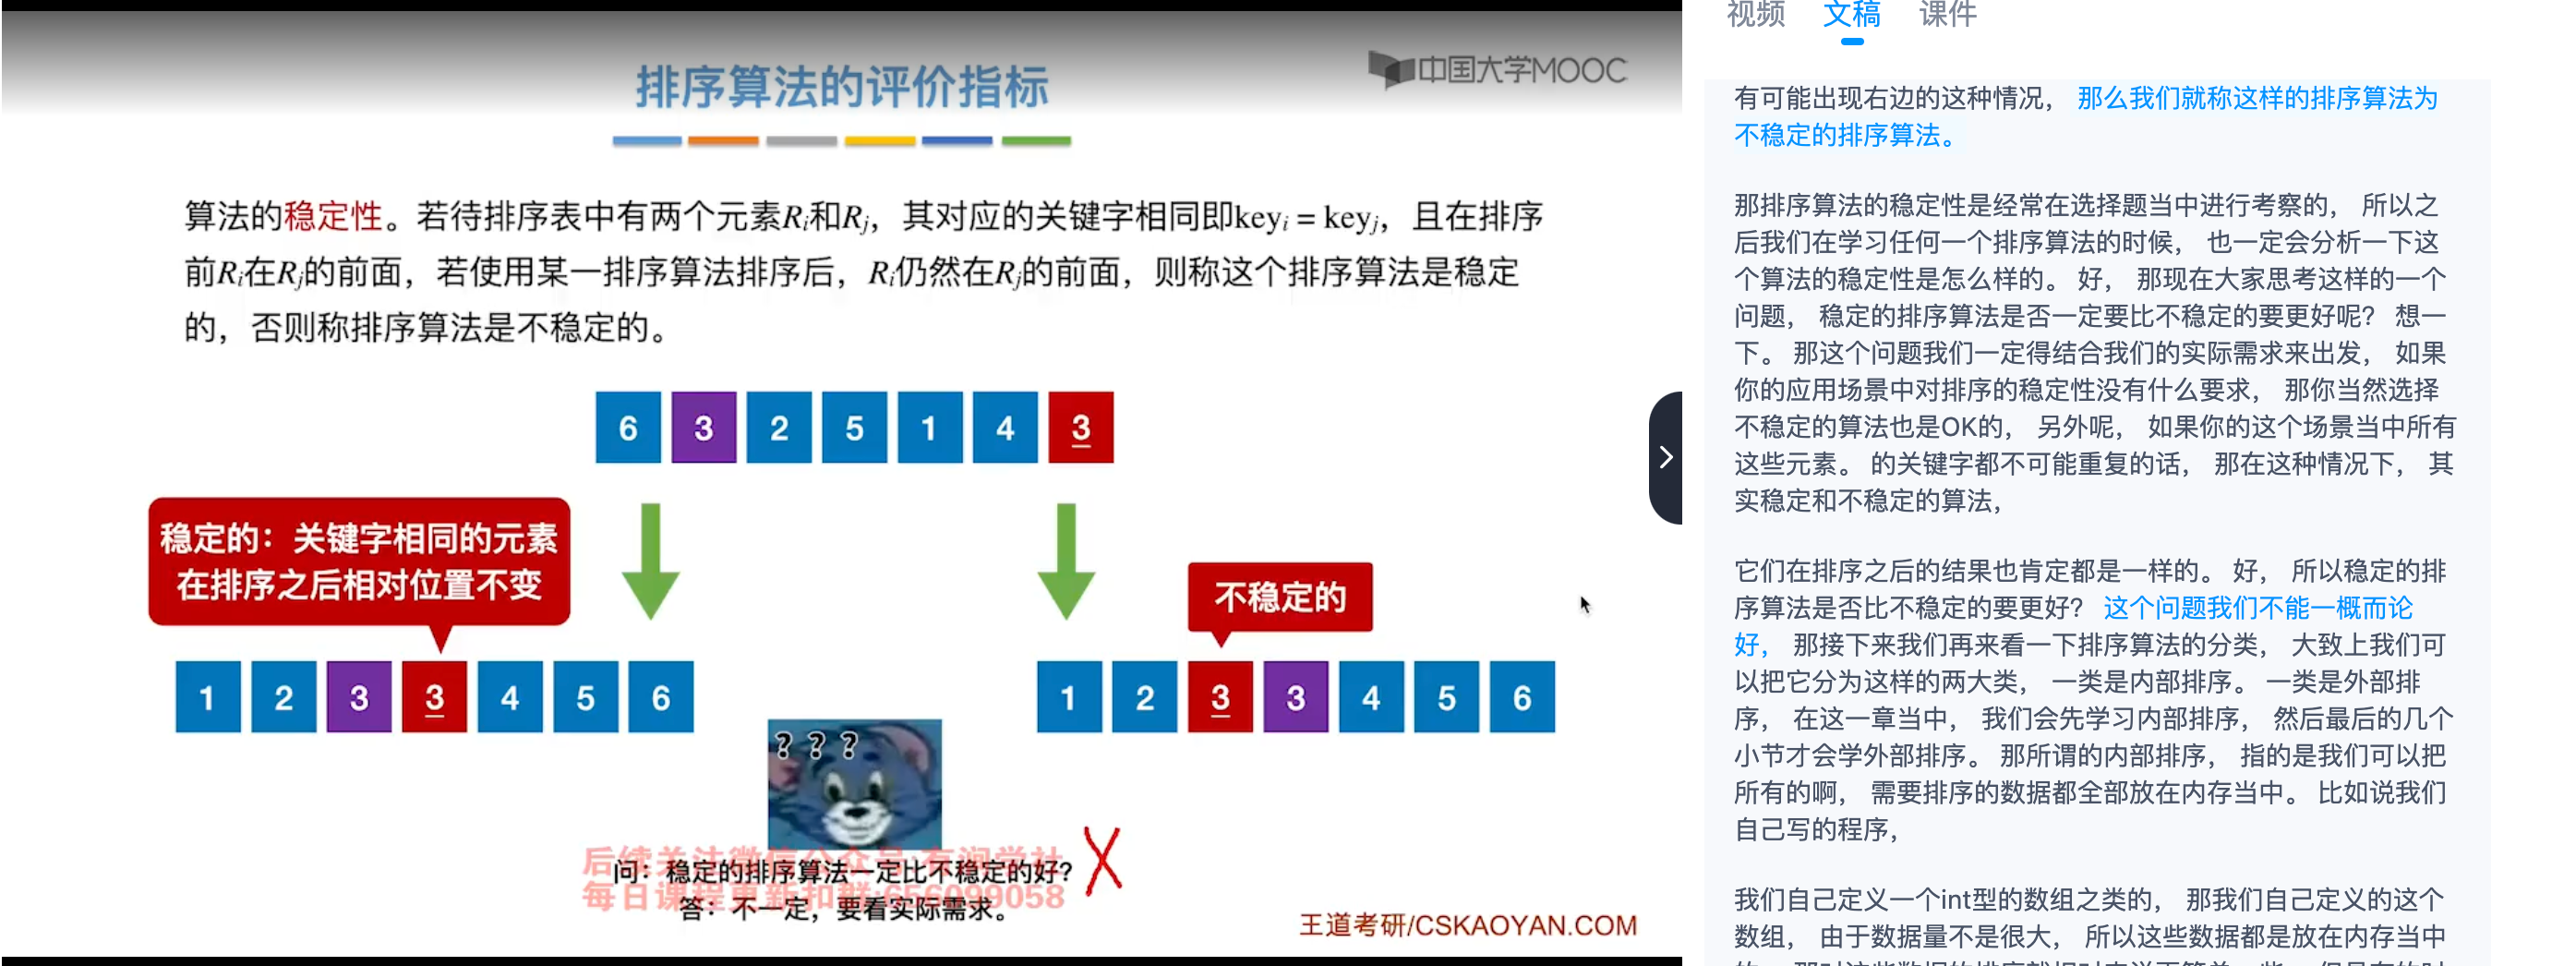 排序算法的评价指标
中国大学MOOC
算法的稳定性。若待排序表中有两个元素Ri和Rj，其对应的关键字相同即keyi = keyj，且在排序
前Ri在Rj的前面，若使用某一排序算法排序后，Ri仍然在Rj的前面，则称这个排序算法是稳定
的，否则称排序算法是不稳定的。
6 3 2 5 1 4 3
稳定的：关键字相同的元素
在排序之后相对位置不变
不稳定的
1 2 3 3 4 5 6
1 2 3 3 4 5 6
? ? ?
后续关注微信公众号:有润学社
问：稳定的排序算法一定比不稳定的好?
每日课程更新扣群:656099058
答：不一定，要看实际需求。
王道考研/CSKAOYAN.COM
视频 文稿 课件
有可能出现右边的这种情况， 那么我们就称这样的排序算法为
不稳定的排序算法。
那排序算法的稳定性是经常在选择题当中进行考察的， 所以之
后我们在学习任何一个排序算法的时候， 也一定会分析一下这
个算法的稳定性是怎么样的。 好， 那现在大家思考这样的一个
问题， 稳定的排序算法是否一定要比不稳定的要更好呢？ 想一
下。 那这个问题我们一定得结合我们的实际需求来出发， 如果
你的应用场景中对排序的稳定性没有什么要求， 那你当然选择
不稳定的算法也是OK的， 另外呢， 如果你的这个场景当中所有
这些元素。 的关键字都不可能重复的话， 那在这种情况下， 其
实稳定和不稳定的算法，
它们在排序之后的结果也肯定都是一样的。 好， 所以稳定的排
序算法是否比不稳定的要更好？ 这个问题我们不能一概而论
好， 那接下来我们再来看一下排序算法的分类， 大致上我们可
以把它分为这样的两大类， 一类是内部排序。 一类是外部排
序， 在这一章当中， 我们会先学习内部排序， 然后最后的几个
小节才会学外部排序。 那所谓的内部排序， 指的是我们可以把
所有的啊， 需要排序的数据都全部放在内存当中。 比如说我们
自己写的程序，
我们自己定义一个int型的数组之类的， 那我们自己定义的这个
数组， 由于数据量不是很大， 所以这些数据都是放在内存当中